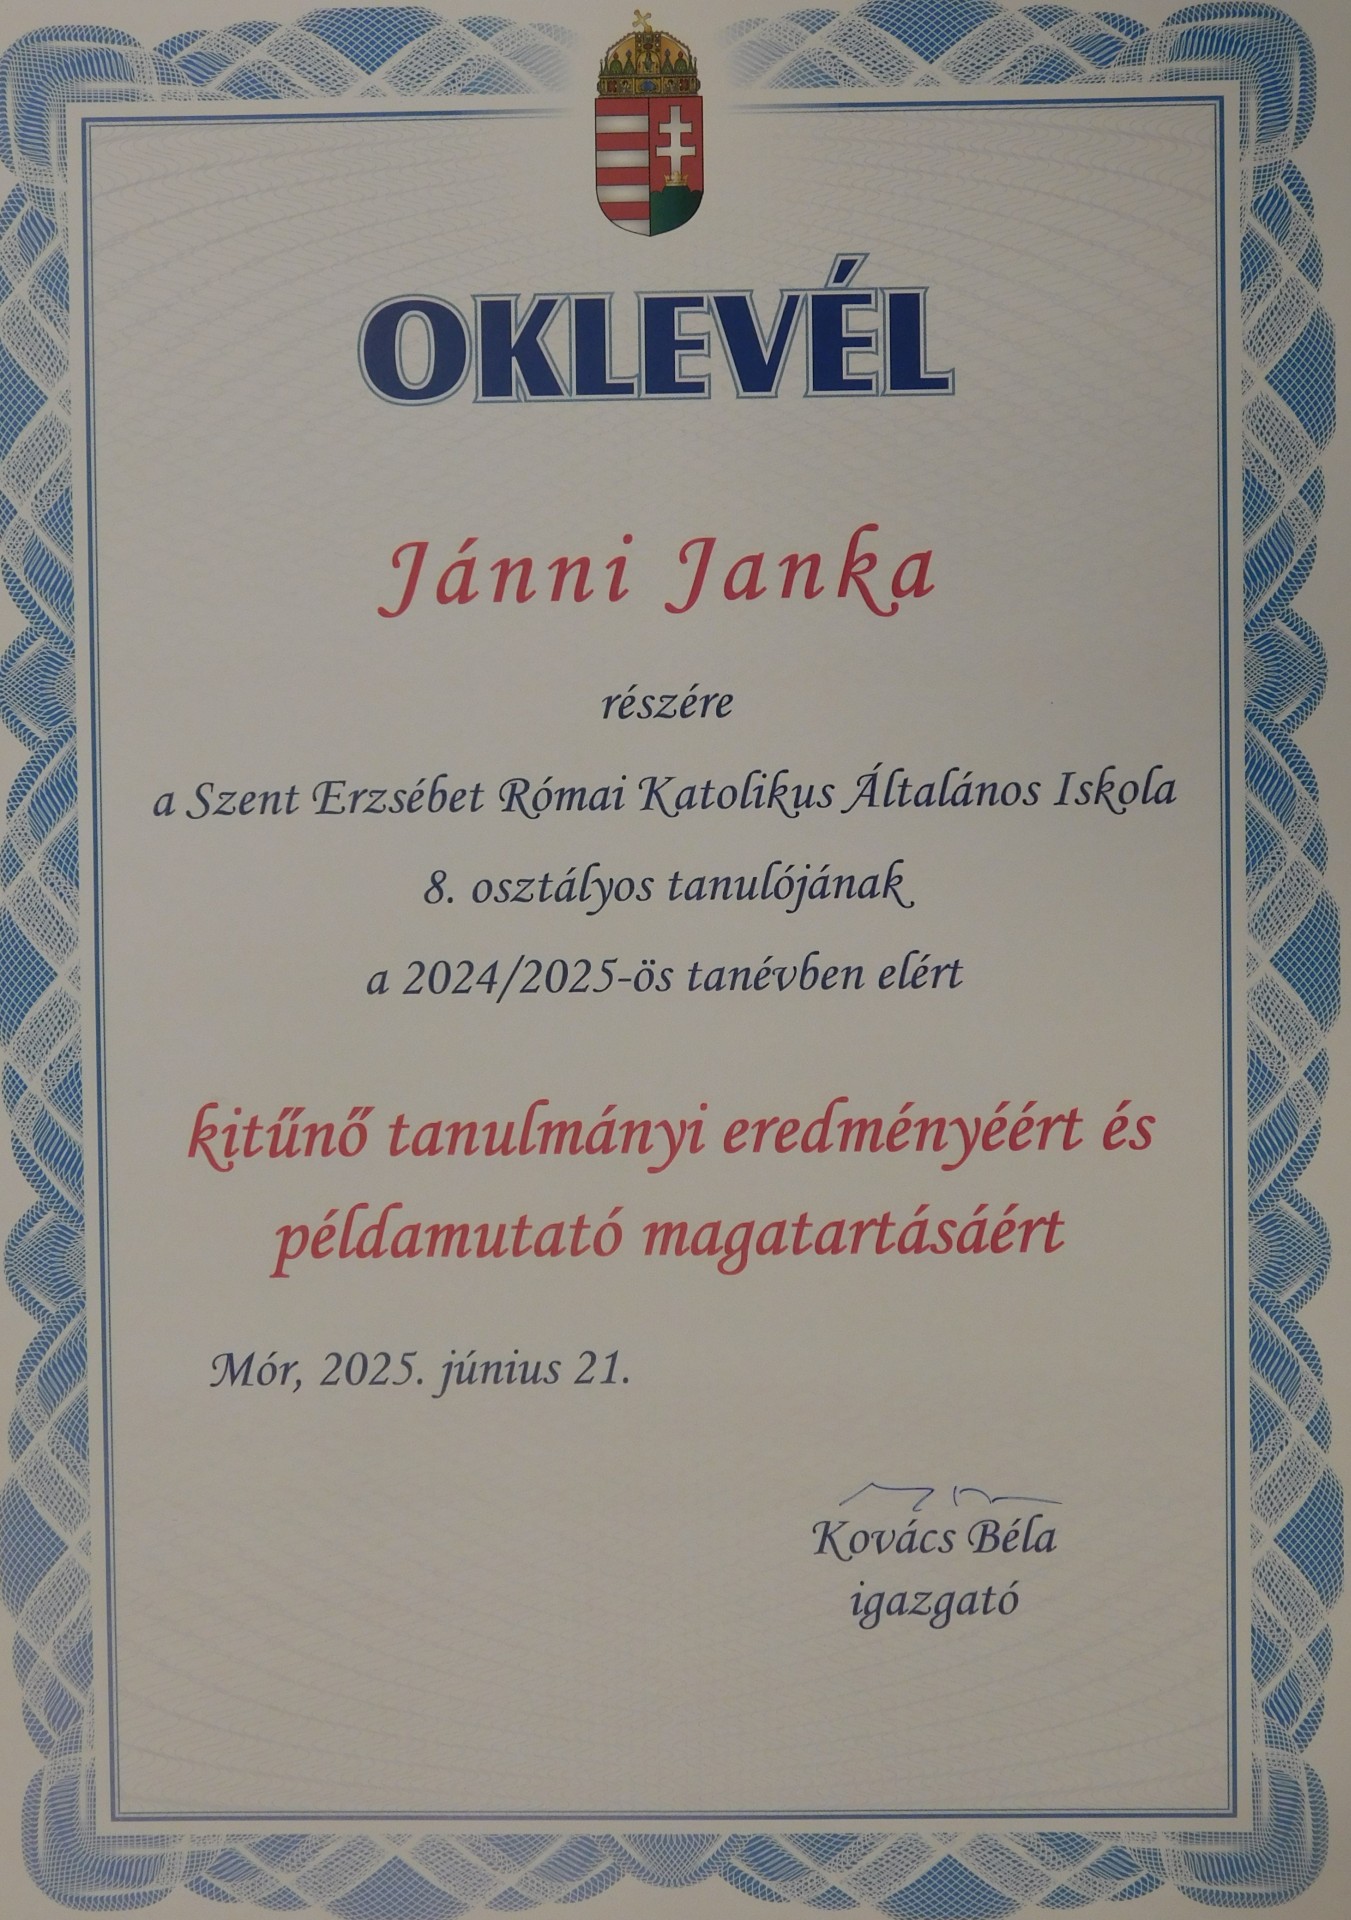 OKLEVÉL
Jánni Janka
részére
a Szent Erzsébet Római Katolikus Általános Iskola
8. osztályos tanulójának
a 2024/2025-ös tanévben elért
kitűnő tanulmányi eredményéért és
példamutató magatartásáért
Mór, 2025. június 21.
Kovács Béla
igazgató